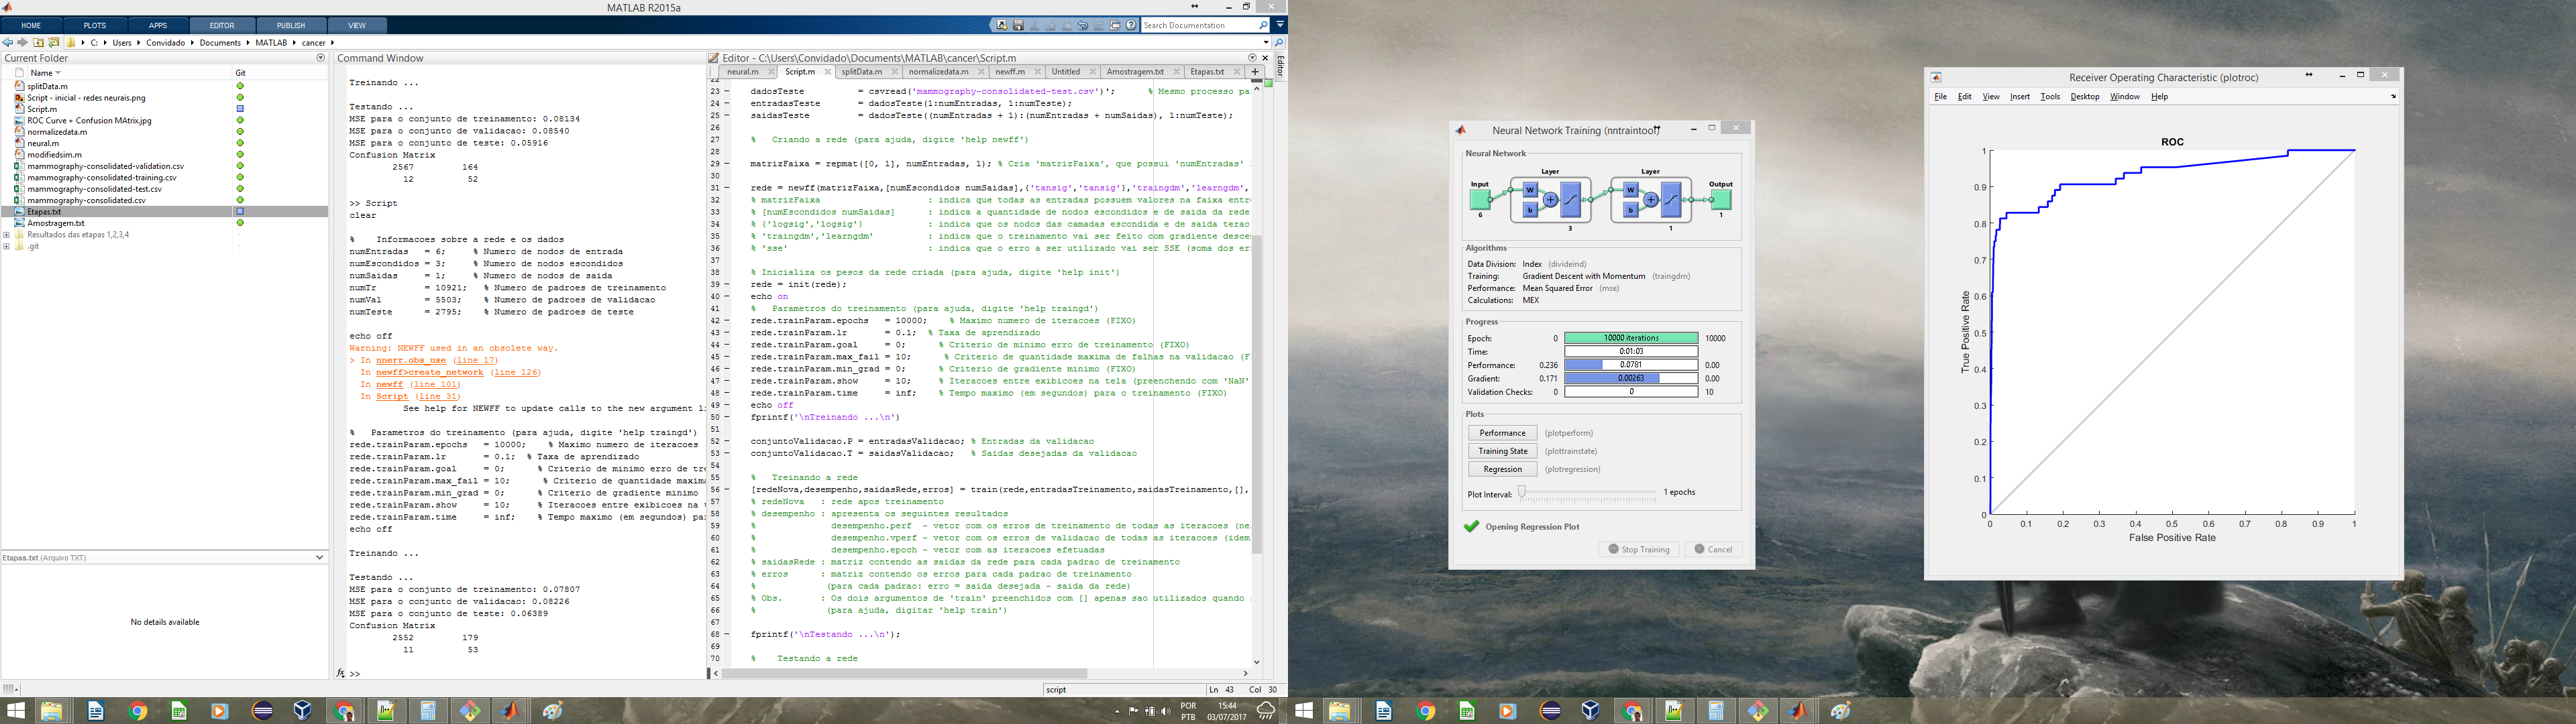 MATLAB R2015a
HOME PLOTS APPS EDITOR PUBLISH VIEW
Search Documentation
C: Users Convidado Documents MATLAB cancer
Current Folder
Name Git
splitData.m
Script - inicial - redes neurais.png
Script.m
ROC Curve + Confusion MAtrix.jpg
normalizedata.m
neural.m
modifiedsim.m
mammography-consolidated-validation.csv
mammography-consolidated-training.csv
mammography-consolidated-test.csv
mammography-consolidated.csv
Etapas.txt
Amostragem.txt
Resultados das etapas 1,2,3,4
.git
Etapas.txt (Arquivo TXT)
No details available
Command Window
Treinando ...
Testando ...
MSE para o conjunto de treinamento: 0.08134
MSE para o conjunto de validacao: 0.08540
MSE para o conjunto de teste: 0.05916
Confusion Matrix
2567 164
12 52
>> Script
clear
% Informacoes sobre a rede e os dados
numEntradas = 6; % Numero de nodos de entrada
numEscondidos = 3; % Numero de nodos escondidos
numSaidas = 1; % Numero de nodos de saida
numTr = 10921; % Numero de padroes de treinamento
numVal = 5503; % Numero de padroes de validacao
numTeste = 2795; % Numero de padroes de teste
echo off
Warning: NEWFF used in an obsolete way.
> In nnerr.obs_use (line 17)
In newff>create_network (line 126)
In newff (line 101)
In Script (line 31)
See help for NEWFF to update calls to the new argument li
% Parametros do treinamento (para ajuda, digite 'help traingd')
rede.trainParam.epochs = 10000; % Maximo numero de iteracoes
rede.trainParam.lr = 0.1; % Taxa de aprendizado
rede.trainParam.goal = 0; % Criterio de minimo erro de tre
rede.trainParam.max_fail = 10; % Criterio de quantidade maxima
rede.trainParam.min_grad = 0; % Criterio de gradiente minimo
rede.trainParam.show = 10; % Iteracoes entre exibicoes na t
rede.trainParam.time = inf; % Tempo maximo (em segundos) pa
echo off
Treinando ...
Testando ...
MSE para o conjunto de treinamento: 0.07807
MSE para o conjunto de validacao: 0.08226
MSE para o conjunto de teste: 0.06389
Confusion Matrix
2552 179
11 53
fx >>
Editor - C:\Users\Convidado\Documents\MATLAB\cancer\Script.m
neural.m Script.m splitData.m normalizedata.m newff.m Untitled Amostragem.txt Etapas.txt
Editor
22
23 dadosTeste = csvread('mammography-consolidated-test.csv')'; % Mesmo processo pa
24 entradasTeste = dadosTeste(1:numEntradas, 1:numTeste);
25 saidasTeste = dadosTeste((numEntradas + 1):(numEntradas + numSaidas), 1:numTeste);
26
27 % Criando a rede (para ajuda, digite 'help newff')
28
29 matrizFaixa = repmat([0, 1], numEntradas, 1); % Cria 'matrizFaixa', que possui 'numEntradas'
30
31 rede = newff(matrizFaixa,[numEscondidos numSaidas],{'tansig','tansig'},'traingdm','learngdm',
32 % matrizFaixa : indica que todas as entradas possuem valores na faixa entr
33 % [numEscondidos numSaidas] : indica a quantidade de nodos escondidos e de saida da rede
34 % {'logsig','logsig'} : indica que os nodos das camadas escondida e de saida terao
35 % 'traingdm','learngdm' : indica que o treinamento vai ser feito com gradiente desce
36 % 'sse' : indica que o erro a ser utilizado vai ser SSE (soma dos er
37
38 % Inicializa os pesos da rede criada (para ajuda, digite 'help init')
39 rede = init(rede);
40 echo on
41 % Parametros do treinamento (para ajuda, digite 'help traingd')
42 rede.trainParam.epochs = 10000; % Maximo numero de iteracoes (FIXO)
43 rede.trainParam.lr = 0.1; % Taxa de aprendizado
44 rede.trainParam.goal = 0; % Criterio de minimo erro de treinamento (FIXO)
45 rede.trainParam.max_fail = 10; % Criterio de quantidade maxima de falhas na validacao (F
46 rede.trainParam.min_grad = 0; % Criterio de gradiente minimo (FIXO)
47 rede.trainParam.show = 10; % Iteracoes entre exibicoes na tela (preenchendo com 'NaN'
48 rede.trainParam.time = inf; % Tempo maximo (em segundos) para o treinamento (FIXO)
49 echo off
50 fprintf('\nTreinando ...\n')
51
52 conjuntoValidacao.P = entradasValidacao; % Entradas da validacao
53 conjuntoValidacao.T = saidasValidacao; % Saidas desejadas da validacao
54
55 % Treinando a rede
56 [redeNova,desempenho,saidasRede,erros] = train(rede,entradasTreinamento,saidasTreinamento,[],
57 % redeNova : rede apos treinamento
58 % desempenho : apresenta os seguintes resultados
59 % desempenho.perf - vetor com os erros de treinamento de todas as iteracoes (ne
60 % desempenho.vperf - vetor com os erros de validacao de todas as iteracoes (idem
61 % desempenho.epoch - vetor com as iteracoes efetuadas
62 % saidasRede : matriz contendo as saidas da rede para cada padrao de treinamento
63 % erros : matriz contendo os erros para cada padrao de treinamento
64 % (para cada padrao: erro = saida desejada - saida da rede)
65 % Obs. : Os dois argumentos de 'train' preenchidos com [] apenas sao utilizados quando
66 % (para ajuda, digitar 'help train')
67
68 fprintf('\nTestando ...\n');
69
70 % Testando a rede
script Ln 43 Col 30
POR
PTB
15:44
03/07/2017
Neural Network Training (nntraintool)
Neural Network
Layer Layer
Input Output
W W
b b
6 1
3 1
Algorithms
Data Division: Index (divideind)
Training: Gradient Descent with Momentum (traingdm)
Performance: Mean Squared Error (mse)
Calculations: MEX
Progress
Epoch: 0 10000 iterations 10000
Time: 0:01:03
Performance: 0.236 0.0781 0.00
Gradient: 0.171 0.00263 0.00
Validation Checks: 0 0 10
Plots
Performance (plotperform)
Training State (plottrainstate)
Regression (plotregression)
Plot Interval: 1 epochs
Opening Regression Plot
Stop Training Cancel
Receiver Operating Characteristic (plotroc)
File Edit View Insert Tools Desktop Window Help
ROC
1
0.9
0.8
0.7
0.6
0.5
0.4
0.3
0.2
0.1
0
True Positive Rate
0 0.1 0.2 0.3 0.4 0.5 0.6 0.7 0.8 0.9 1
False Positive Rate